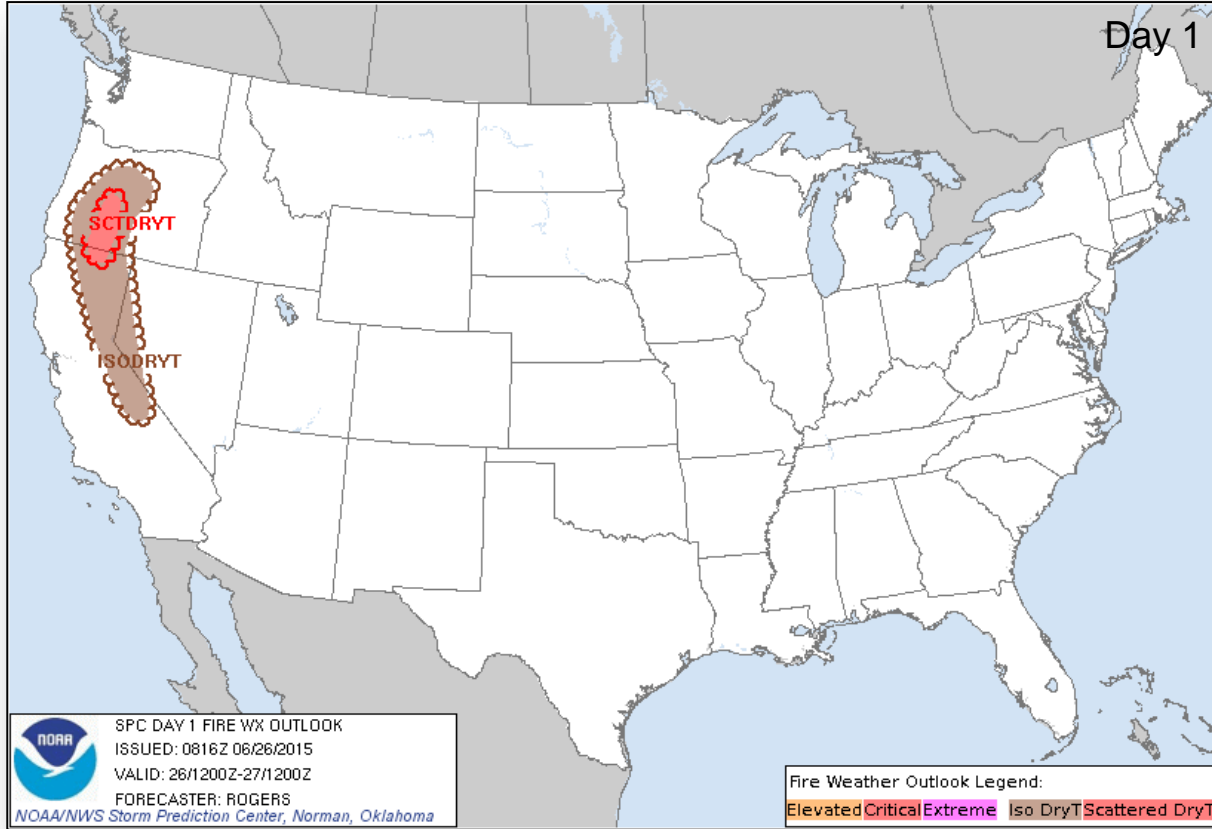 Day 1
SCTDRYT
ISODRYT
NOAA
SPC DAY 1 FIRE WX OUTLOOK
ISSUED: 0816Z 06/26/2015
VALID: 26/1200Z-27/1200Z
FORECASTER: ROGERS
NOAA/NWS Storm Prediction Center, Norman, Oklahoma
Fire Weather Outlook Legend:
Elevated Critical Extreme Iso DryT Scattered DryT